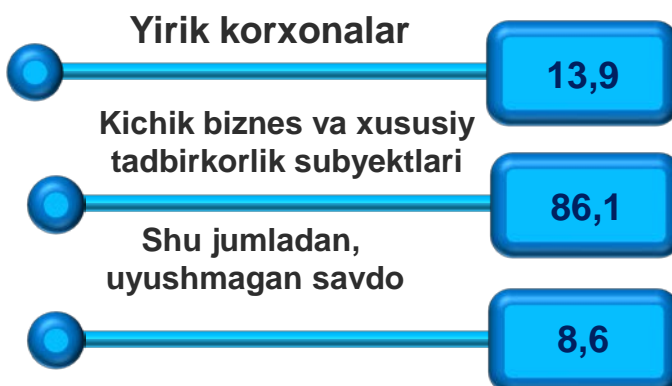 Yirik korxonalar
13,9
Kichik biznes va xususiy
tadbirkorlik subyektlari
86,1
Shu jumladan,
uyushmagan savdo
8,6